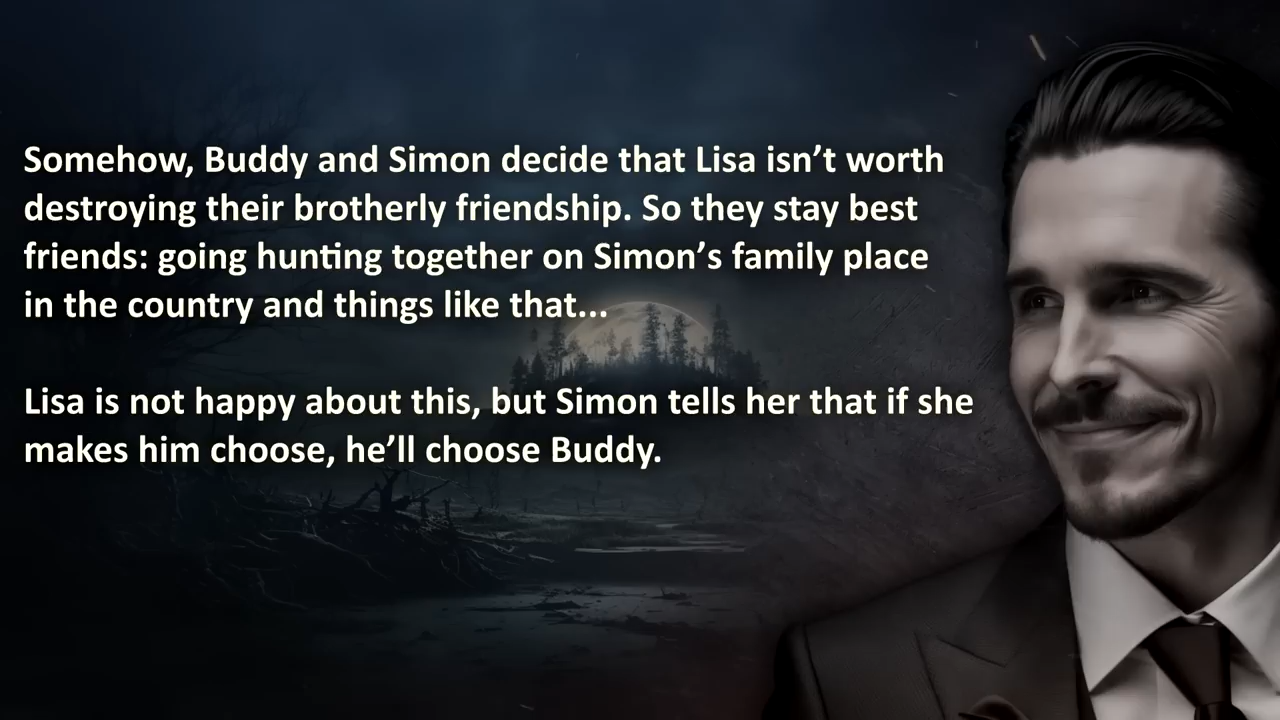 Somehow, Buddy and Simon decide that Lisa isn’t worth
destroying their brotherly friendship. So they stay best
friends: going hunting together on Simon’s family place
in the country and things like that...
Lisa is not happy about this, but Simon tells her that if she
makes him choose, he’ll choose Buddy.